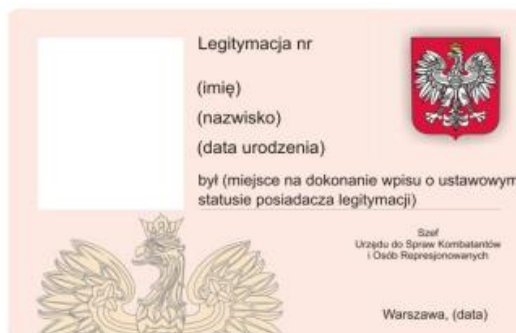 Legitymacja nr
(imię)
(nazwisko)
(data urodzenia)
był (miejsce na dokonanie wpisu o ustawowym
statusie posiadacza legitymacji)
Szef
Urzędu do Spraw Kombatantów
i Osób Represjonowanych
Warszawa, (data)